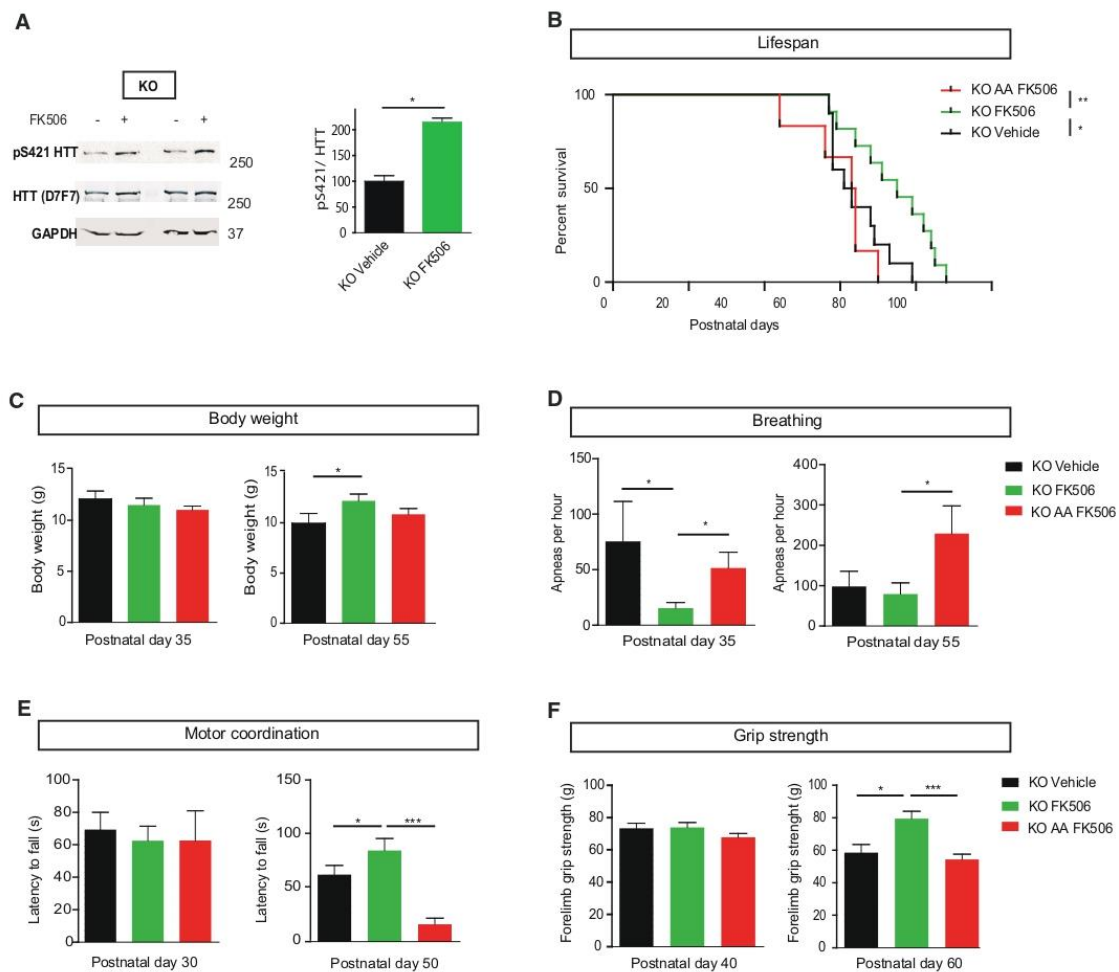 A
KO
FK506 - + - +
pS421 HTT
250
HTT (D7F7)
250
GAPDH
37
*
pS421/ HTT
200
150
100
50
0
KO Vehicle
KO FK506
B
Lifespan
KO AA FK506
KO FK506
KO Vehicle
**
*
Percent survival
100
50
0
0 20 40 60 80 100
Postnatal days
C
Body weight
Body weight (g)
15
10
5
0
Postnatal day 35
Body weight (g)
15
10
5
0
*
Postnatal day 55
D
Breathing
Apneas per hour
150
100
50
0
*
*
Postnatal day 35
Apneas per hour
400
300
200
100
0
*
Postnatal day 55
KO Vehicle
KO FK506
KO AA FK506
E
Motor coordination
Latency to fall (s)
100
80
60
40
20
0
Postnatal day 30
Latency to fall (s)
150
100
50
0
*
***
Postnatal day 50
F
Grip strength
Forelimb grip strength (g)
100
80
60
40
20
0
Postnatal day 40
Forelimb grip strenght (g)
100
80
60
40
20
0
*
***
Postnatal day 60
KO Vehicle
KO FK506
KO AA FK506